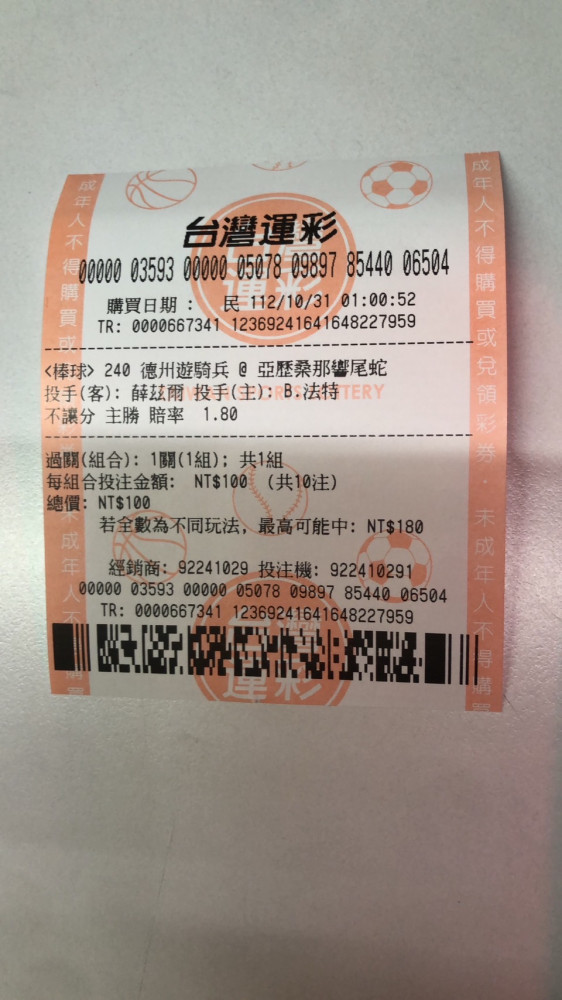 台灣運彩
00000 03593 00000 05078 09897 85440 06504
購買日期 : 民 112/10/31 01:00:52
TR: 0000667341 12369241641648227959
<棒球> 240 德州遊騎兵 @ 亞歷桑那響尾蛇
投手(客): 薛茲爾 投手(主): B.法特
不讓分 主勝 賠率 1.80
過關(組合): 1關(1組); 共1組
每組合投注金額: NT$100 (共10注)
總價: NT$100
若全數為不同玩法, 最高可能中: NT$180
經銷商: 92241029 投注機: 922410291
00000 03593 00000 05078 09897 85440 06504
TR: 0000667341 12369241641648227959
成年人不得購買或
未成年人不
成年人不得購買或兌領彩券.未成年人不得購買